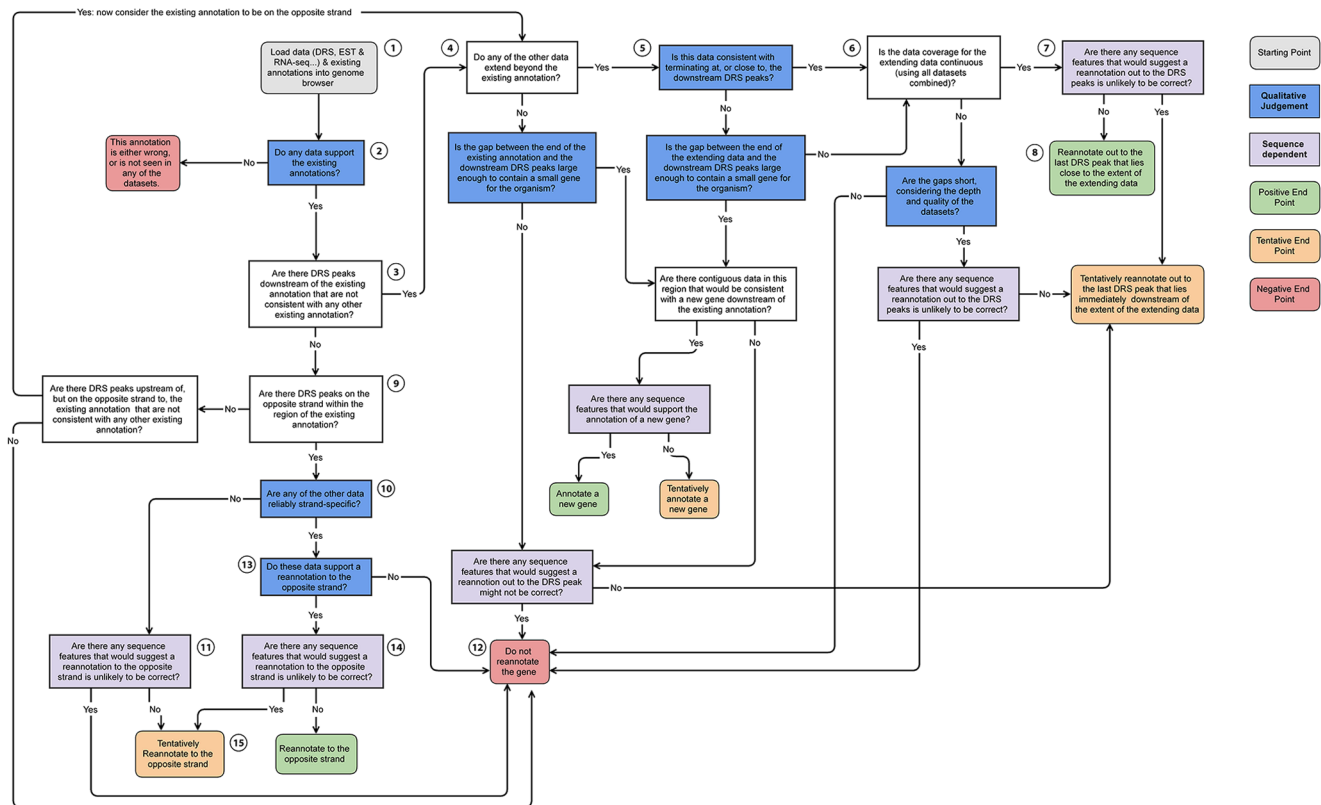 Yes: now consider the existing annotation to be on the opposite strand
Load data (DRS, EST &
RNA-seq...) & existing
annotations into genome
browser
1
Do any data support
the existing
annotations?
2
No
This annotation
is either wrong,
or is not seen in
any of the
datasets.
Yes
Are there DRS peaks
downstream of the existing
annotation that are not
consistent with any other
existing annotation?
3
Yes
No
4
Do any of the other data
extend beyond the
existing annotation?
Yes
No
Is the gap between the end of the
existing annotation and the
downstream DRS peaks large
enough to contain a small gene
for the organism?
No
Yes
5
Is this data consistent with
terminating at, or close to, the
downstream DRS peaks?
Yes
No
Is the gap between the end of
the extending data and the
downstream DRS peaks large
enough to contain a small gene
for the organism?
No
Yes
Are there contiguous data in this
region that would be consistent
with a new gene downstream of
the existing annotation?
Yes
No
Are there any sequence
features that would support the
annotation of a new gene?
Yes
No
Annotate a
new gene
Tentatively
annotate a
new gene
6
Is the data coverage for the
extending data continuous
(using all datasets
combined)?
Yes
No
Are the gaps short,
considering the depth
and quality of the
datasets?
No
Yes
Are there any sequence
features that would suggest a
reannotation out to the DRS
peaks is unlikely to be correct?
No
Yes
7
Are there any sequence
features that would suggest a
reannotation out to the DRS
peaks is unlikely to be correct?
No
Yes
8
Reannotate out to the
last DRS peak that lies
close to the extent of
the extending data
Tentatively reannotate out to
the last DRS peak that lies
immediately downstream of
the extent of the extending data
Are there DRS peaks upstream of,
but on the opposite strand to, the
existing annotation that are not
consistent with any other existing
annotation?
No
No
Are there DRS peaks on the
opposite strand within the
region of the existing
annotation?
9
Yes
Are any of the other data
reliably strand-specific?
10
No
Yes
13
Do these data support a
reannotation to the
opposite strand?
No
Yes
Are there any sequence
features that would suggest a
reannotation to the opposite
strand is unlikely to be correct?
11
Yes
No
Are there any sequence
features that would suggest a
reannotation to the opposite
strand is unlikely to be correct?
14
Yes
No
Tentatively
Reannotate to the
opposite strand
15
Reannotate to the
opposite strand
Are there any sequence
features that would suggest a
reannotion out to the DRS peak
might not be correct?
No
Yes
12
Do not
reannotate
the gene
Starting Point
Qualitative
Judgement
Sequence
dependent
Positive End
Point
Tentative End
Point
Negative End
Point